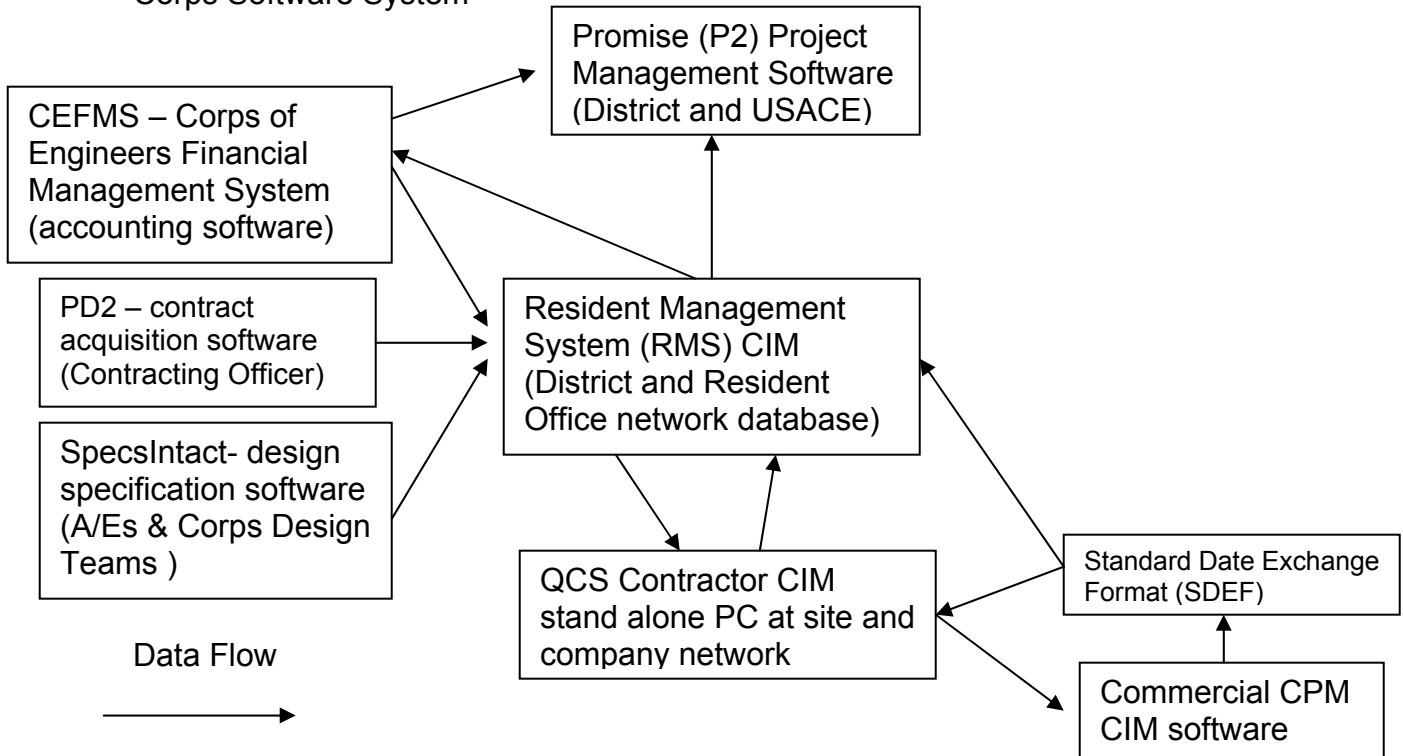 Corps Software System
Promise (P2) Project
Management Software
(District and USACE)
CEFMS – Corps of
Engineers Financial
Management System
(accounting software)
PD2 – contract
acquisition software
(Contracting Officer)
Resident Management
System (RMS) CIM
(District and Resident
Office network database)
SpecsIntact- design
specification software
(A/Es & Corps Design
Teams )
QCS Contractor CIM
stand alone PC at site and
company network
Standard Date Exchange
Format (SDEF)
Data Flow
Commercial CPM
CIM software